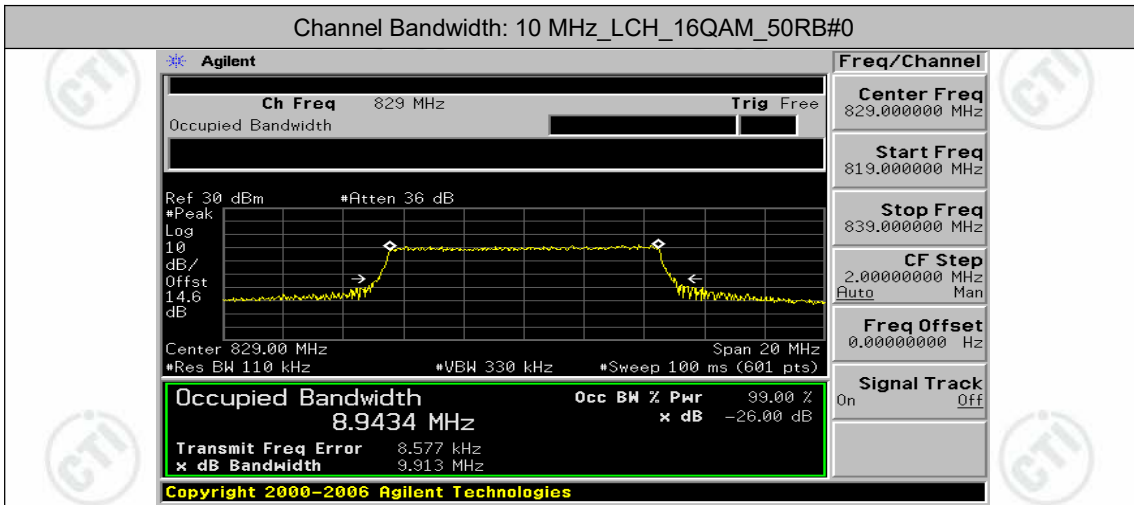 Channel Bandwidth: 10 MHz_LCH_16QAM_50RB#0
Agilent
Ch Freq 829 MHz Trig Free
Occupied Bandwidth
Ref 30 dBm #Atten 36 dB
#Peak
Log
10
dB/
Offst
14.6
dB
Center 829.00 MHz Span 20 MHz
#Res BW 110 kHz #VBW 330 kHz #Sweep 100 ms (601 pts)
Occupied Bandwidth Occ BW % Pwr 99.00 %
8.9434 MHz x dB -26.00 dB
Transmit Freq Error 8.577 kHz
x dB Bandwidth 9.913 MHz
Copyright 2000-2006 Agilent Technologies
Freq/Channel
Center Freq
829.000000 MHz
Start Freq
819.000000 MHz
Stop Freq
839.000000 MHz
CF Step
2.00000000 MHz
Auto Man
Freq Offset
0.00000000 Hz
Signal Track
On Off
CTI
CTI
CTI
CTI